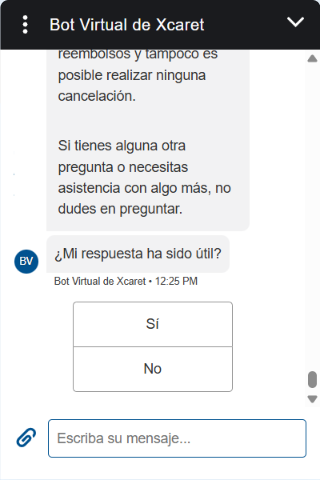 Bot Virtual de Xcaret
reembolsos y tampoco es
posible realizar ninguna
cancelación.
Si tienes alguna otra
pregunta o necesitas
asistencia con algo más, no
dudes en preguntar.
¿Mi respuesta ha sido útil?
BV
Bot Virtual de Xcaret • 12:25 PM
Sí
No
Escriba su mensaje...